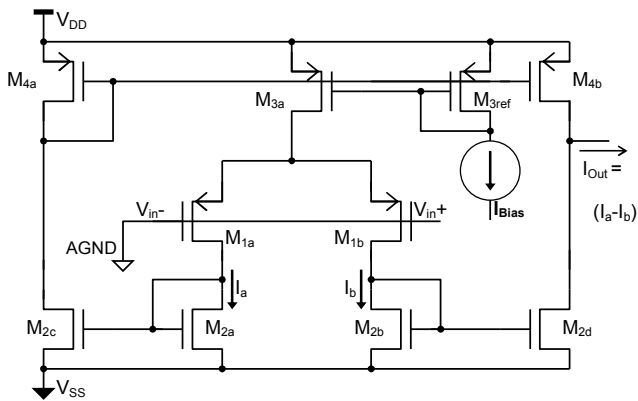 V_DD
M_4a
M_3a
M_3ref
M_4b
I_Out =
(I_a-I_b)
I_Bias
V_in-
V_in+
AGND
M_1a
M_1b
I_a
I_b
M_2c
M_2a
M_2b
M_2d
V_SS